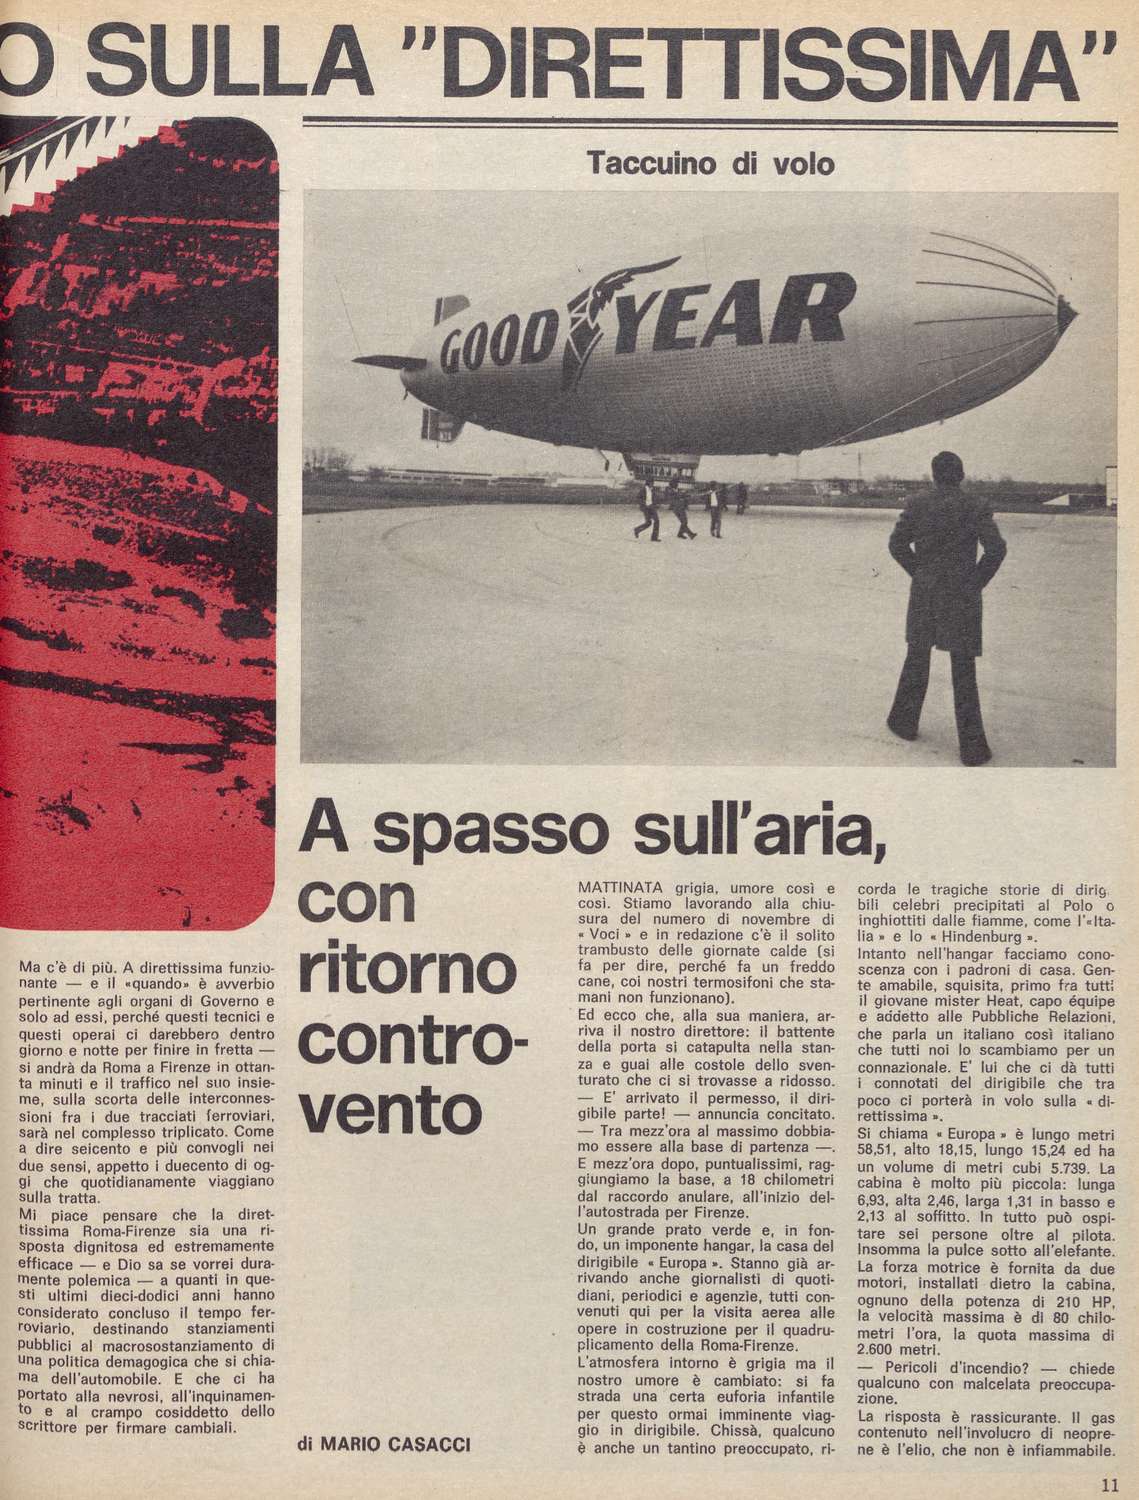 O SULLA "DIRETTISSIMA"
Taccuino di volo
GOOD YEAR
A spasso sull'aria,
con
ritorno
contro-
vento
di MARIO CASACCI
Ma c'è di più. A direttissima funzio-
nante — e il «quando» è avverbio
pertinente agli organi di Governo e
solo ad essi, perché questi tecnici e
questi operai ci darebbero dentro
giorno e notte per finire in fretta —
si andrà da Roma a Firenze in ottan-
ta minuti e il traffico nel suo insie-
me, sulla scorta delle interconnes-
sioni fra i due tracciati ferroviari,
sarà nel complesso triplicato. Come
a dire seicento e più convogli nei
due sensi, appetto i duecento di og-
gi che quotidianamente viaggiano
sulla tratta.
Mi piace pensare che la diret-
tissima Roma-Firenze sia una ri-
sposta dignitosa ed estremamente
efficace — e Dio sa se vorrei dura-
mente polemica — a quanti in que-
sti ultimi dieci-dodici anni hanno
considerato concluso il tempo fer-
roviario, destinando stanziamenti
pubblici al macrosostanziamento di
una politica demagogica che si chia-
ma dell'automobile. E che ci ha
portato alla nevrosi, all'inquinamen-
to e al crampo cosiddetto dello
scrittore per firmare cambiali.
MATTINATA grigia, umore così e
così. Stiamo lavorando alla chiu-
sura del numero di novembre di
« Voci » e in redazione c'è il solito
trambusto delle giornate calde (si
fa per dire, perché fa un freddo
cane, coi nostri termosifoni che sta-
mani non funzionano).
Ed ecco che, alla sua maniera, ar-
riva il nostro direttore: il battente
della porta si catapulta nella stan-
za e guai alle costole dello sven-
turato che ci si trovasse a ridosso.
— E' arrivato il permesso, il diri-
gibile parte! — annuncia concitato.
— Tra mezz'ora al massimo dobbia-
mo essere alla base di partenza —.
E mezz'ora dopo, puntualissimi, rag-
giungiamo la base, a 18 chilometri
dal raccordo anulare, all'inizio del-
l'autostrada per Firenze.
Un grande prato verde e, in fon-
do, un imponente hangar, la casa del
dirigibile « Europa ». Stanno già ar-
rivando anche giornalisti di quoti-
diani, periodici e agenzie, tutti con-
venuti qui per la visita aerea alle
opere in costruzione per il quadru-
plicamento della Roma-Firenze.
L'atmosfera intorno è grigia ma il
nostro umore è cambiato: si fa
strada una certa euforia infantile
per questo ormai imminente viag-
gio in dirigibile. Chissà, qualcuno
è anche un tantino preoccupato, ri-
corda le tragiche storie di dirig
bili celebri precipitati al Polo o
inghiottiti dalle fiamme, come l'«Ita-
lia » e lo « Hindenburg ».
Intanto nell'hangar facciamo cono-
scenza con i padroni di casa. Gen-
te amabile, squisita, primo fra tutti
il giovane mister Heat, capo équipe
e addetto alle Pubbliche Relazioni,
che parla un italiano così italiano
che tutti noi lo scambiamo per un
connazionale. E' lui che ci dà tutti
i connotati del dirigibile che tra
poco ci porterà in volo sulla « di-
rettissima ».
Si chiama « Europa » è lungo metri
58,51, alto 18,15, lungo 15,24 ed ha
un volume di metri cubi 5.739. La
cabina è molto più piccola: lunga
6,93, alta 2,46, larga 1,31 in basso e
2,13 al soffitto. In tutto può ospi-
tare sei persone oltre al pilota.
Insomma la pulce sotto all'elefante.
La forza motrice è fornita da due
motori, installati dietro la cabina,
ognuno della potenza di 210 HP,
la velocità massima è di 80 chilo-
metri l'ora, la quota massima di
2.600 metri.
— Pericoli d'incendio? — chiede
qualcuno con malcelata preoccupa-
zione.
La risposta è rassicurante. Il gas
contenuto nell'involucro di neopre-
ne è l'elio, che non è infiammabile.
11